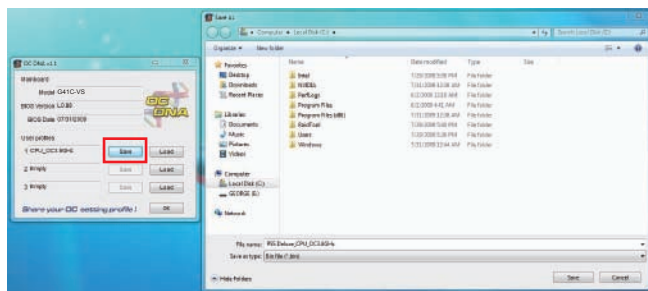 OC DNA v1.1
Mainboard
Model G41C-VS
BIOS Version L0.80
BIOS Date 07/31/2009
OC DNA
User profiles
1 CPU_OC3.8GHz Save Load
2 Empty Save Load
3 Empty Save Load
Share your OC setting profile ! OK
Save as
Computer Local Disk (C:) Search Local Disk (C:)
Organize New folder
Name Date modified Type Size
Favorites
Desktop
Downloads
Recent Places
Libraries
Documents
Music
Pictures
Videos
Computer
Local Disk (C:)
GEORGE (E:)
Network
Intel File folder
NVIDIA File folder
PerfLogs File folder
Program Files File folder
Program Files (x86) File folder
RaidTool File folder
Users File folder
Windows File folder
File name:
Save as type:
Hide Folders Save Cancel